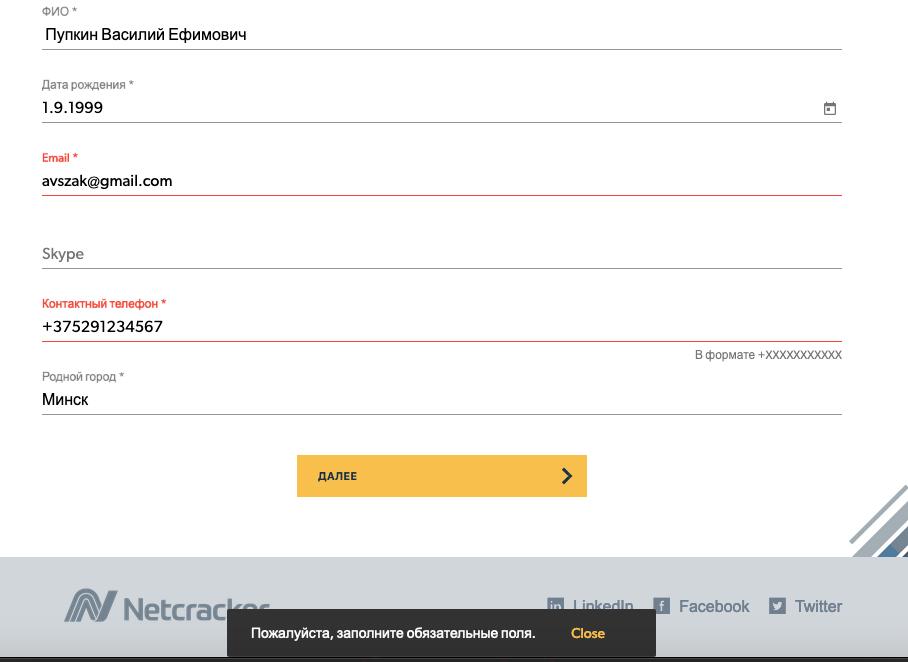 ФИО *
Пупкин Василий Ефимович
Дата рождения *
1.9.1999
Email *
avszak@gmail.com
Skype
Контактный телефон *
+375291234567
В формате +XXXXXXXXXXX
Родной город *
Минск
ДАЛЕЕ
Netcracker
LinkedIn
Facebook
Twitter
Пожалуйста, заполните обязательные поля.
Close